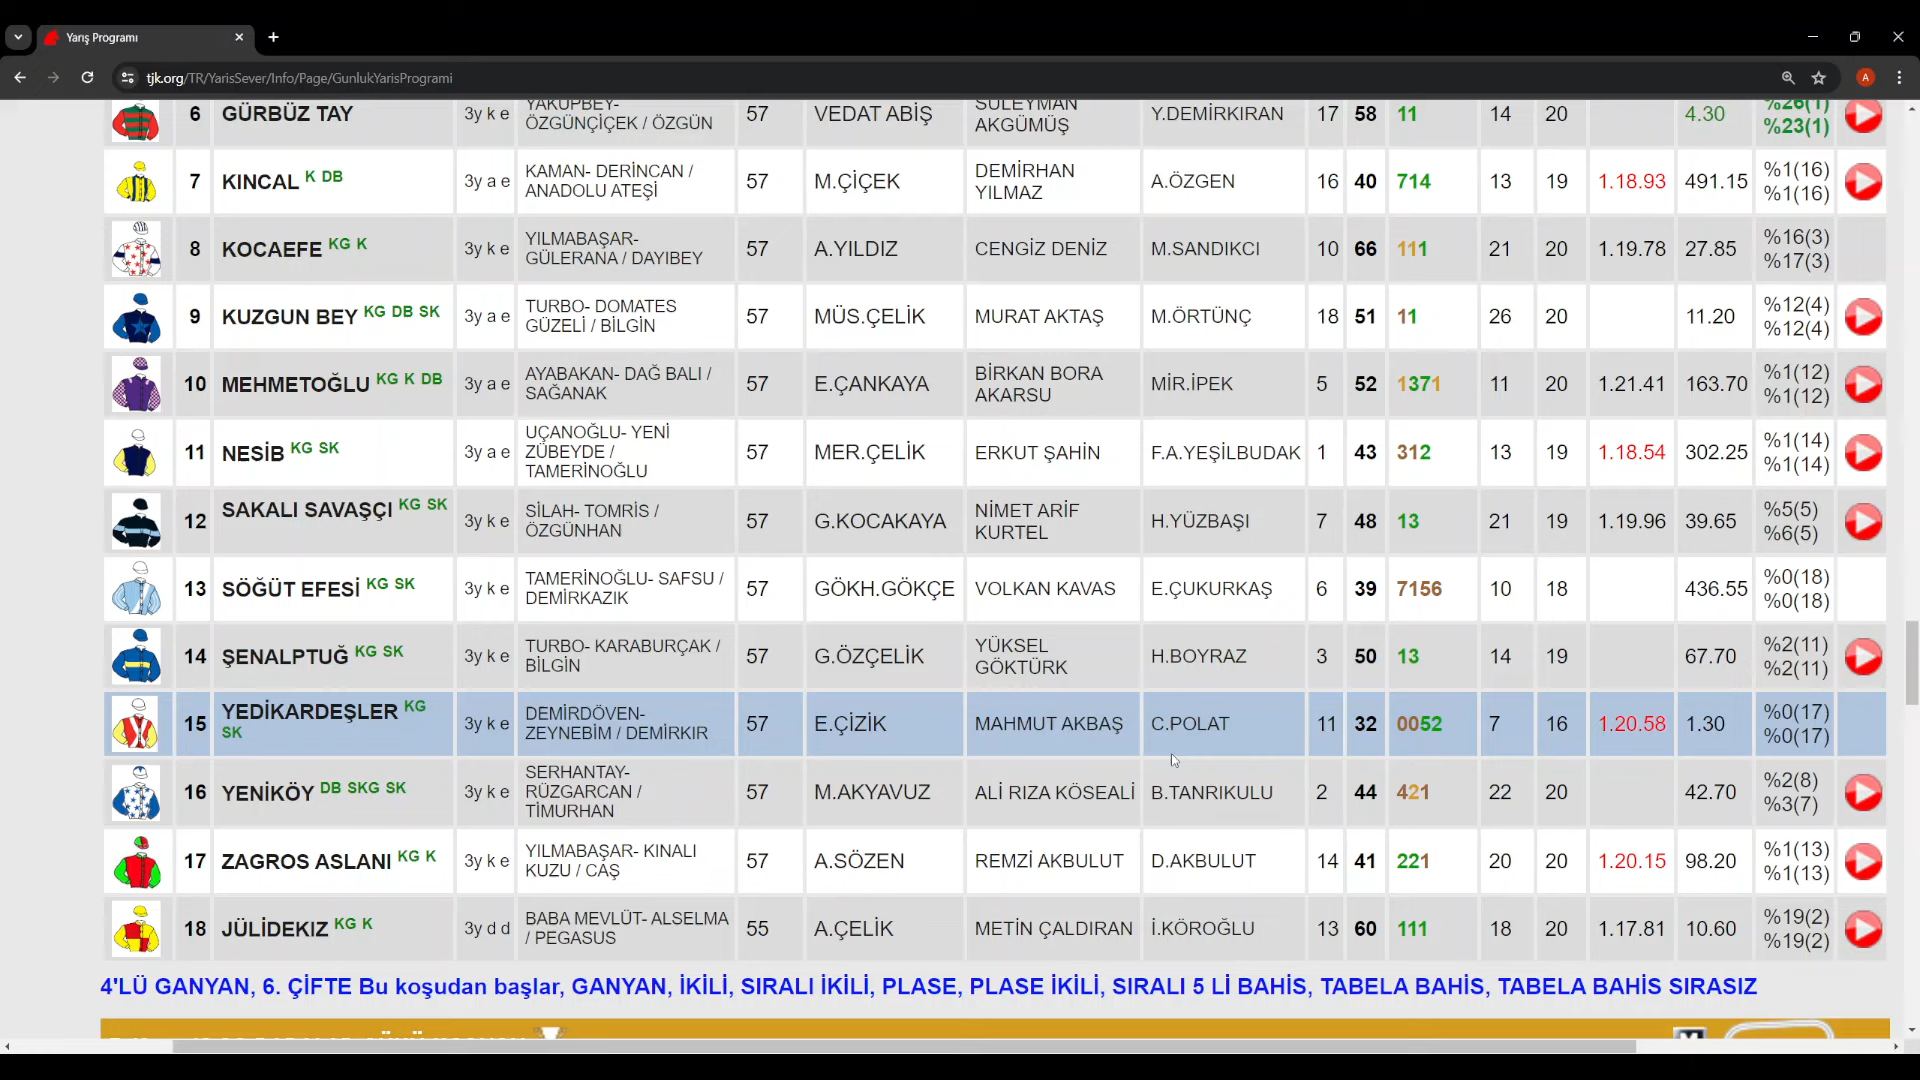 Yarış Programı
tjk.org/TR/YarisSever/Info/Page/GunlukYarisProgrami
A
6 GÜRBÜZ TAY 3y k e YAKUPBEY- ÖZGÜNÇİÇEK / ÖZGÜN 57 VEDAT ABİŞ SÜLEYMAN AKGÜMÜŞ Y.DEMİRKIRAN 17 58 11 14 20 4.30 %26(1) %23(1)
7 KINCAL K DB 3y a e KAMAN- DERİNCAN / ANADOLU ATEŞİ 57 M.ÇİÇEK DEMİRHAN YILMAZ A.ÖZGEN 16 40 714 13 19 1.18.93 491.15 %1(16) %1(16)
8 KOCAEFE KG K 3y k e YILMABAŞAR- GÜLERANA / DAYIBEY 57 A.YILDIZ CENGİZ DENİZ M.SANDIKCI 10 66 111 21 20 1.19.78 27.85 %16(3) %17(3)
9 KUZGUN BEY KG DB SK 3y a e TURBO- DOMATES GÜZELİ / BİLGİN 57 MÜS.ÇELİK MURAT AKTAŞ M.ÖRTÜNÇ 18 51 11 26 20 11.20 %12(4) %12(4)
10 MEHMETOĞLU KG K DB 3y a e AYABAKAN- DAĞ BALI / SAĞANAK 57 E.ÇANKAYA BİRKAN BORA AKARSU MİR.İPEK 5 52 1371 11 20 1.21.41 163.70 %1(12) %1(12)
11 NESİB KG SK 3y a e UÇANOĞLU- YENİ ZÜBEYDE / TAMERİNOĞLU 57 MER.ÇELİK ERKUT ŞAHİN F.A.YEŞİLBUDAK 1 43 312 13 19 1.18.54 302.25 %1(14) %1(14)
12 SAKALI SAVAŞÇI KG SK 3y k e SİLAH- TOMRİS / ÖZGÜNHAN 57 G.KOCAKAYA NİMET ARİF KURTEL H.YÜZBAŞI 7 48 13 21 19 1.19.96 39.65 %5(5) %6(5)
13 SÖĞÜT EFESİ KG SK 3y k e TAMERİNOĞLU- SAFSU / DEMİRKAZIK 57 GÖKH.GÖKÇE VOLKAN KAVAS E.ÇUKURKAŞ 6 39 7156 10 18 436.55 %0(18) %0(18)
14 ŞENALPTUĞ KG SK 3y k e TURBO- KARABURÇAK / BİLGİN 57 G.ÖZÇELİK YÜKSEL GÖKTÜRK H.BOYRAZ 3 50 13 14 19 67.70 %2(11) %2(11)
15 YEDİKARDEŞLER KG SK 3y k e DEMİRDÖVEN- ZEYNEBİM / DEMİRKIR 57 E.ÇİZİK MAHMUT AKBAŞ C.POLAT 11 32 0052 7 16 1.20.58 1.30 %0(17) %0(17)
16 YENİKÖY DB SKG SK 3y k e SERHANTAY- RÜZGARCAN / TİMURHAN 57 M.AKYAVUZ ALİ RIZA KÖSEALİ B.TANRIKULU 2 44 421 22 20 42.70 %2(8) %3(7)
17 ZAGROS ASLANI KG K 3y k e YILMABAŞAR- KINALI KUZU / CAŞ 57 A.SÖZEN REMZİ AKBULUT D.AKBULUT 14 41 221 20 20 1.20.15 98.20 %1(13) %1(13)
18 JÜLİDEKIZ KG K 3y d d BABA MEVLÜT- ALSELMA / PEGASUS 55 A.ÇELİK METİN ÇALDIRAN İ.KÖROĞLU 13 60 111 18 20 1.17.81 10.60 %19(2) %19(2)
4'LÜ GANYAN, 6. ÇİFTE Bu koşudan başlar, GANYAN, İKİLİ, SIRALI İKİLİ, PLASE, PLASE İKİLİ, SIRALI 5 Lİ BAHİS, TABELA BAHİS, TABELA BAHİS SIRASIZ